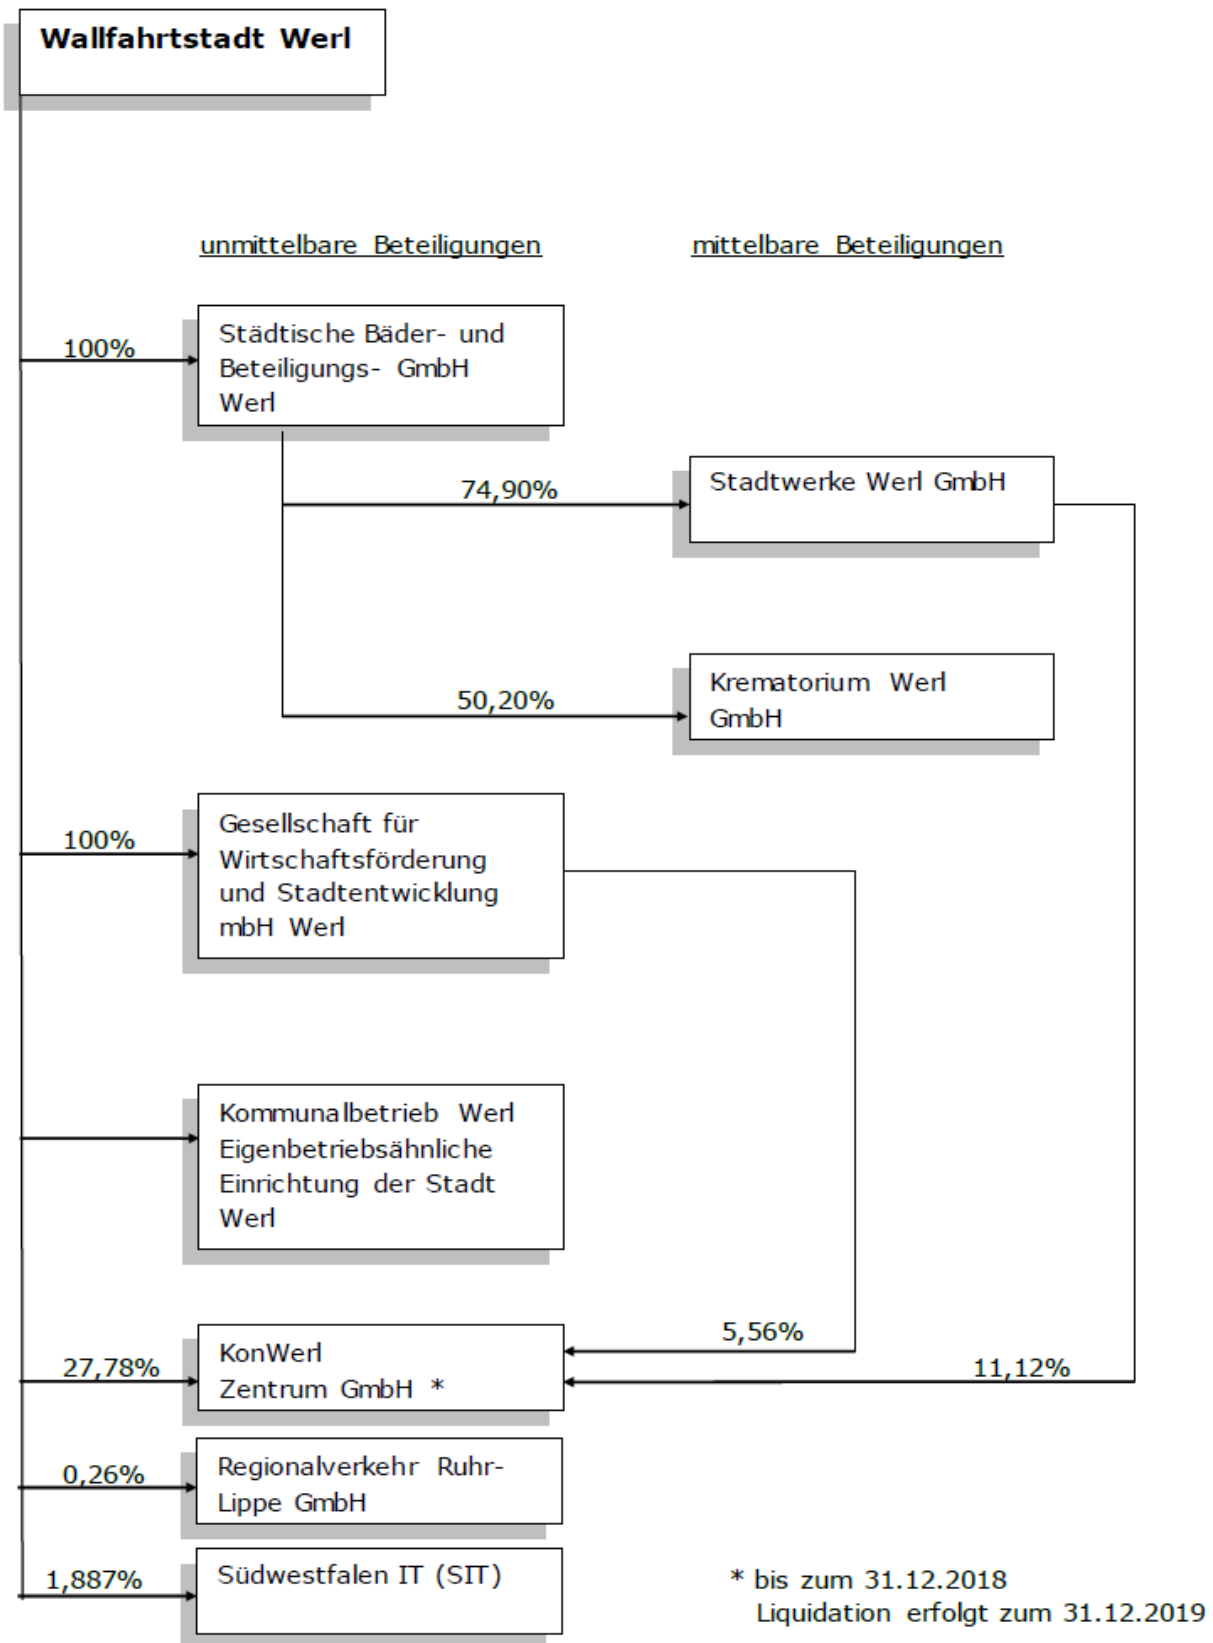 Wallfahrtstadt Werl
unmittelbare Beteiligungen
mittelbare Beteiligungen
100%
Städtische Bäder- und
Beteiligungs- GmbH
Werl
74,90%
Stadtwerke Werl GmbH
50,20%
Krematorium Werl
GmbH
100%
Gesellschaft für
Wirtschaftsförderung
und Stadtentwicklung
mbH Werl
Kommunalbetrieb Werl
Eigenbetriebsähnliche
Einrichtung der Stadt
Werl
27,78%
KonWerl
Zentrum GmbH *
5,56%
11,12%
0,26%
Regionalverkehr Ruhr-
Lippe GmbH
1,887%
Südwestfalen IT (SIT)
* bis zum 31.12.2018
Liquidation erfolgt zum 31.12.2019